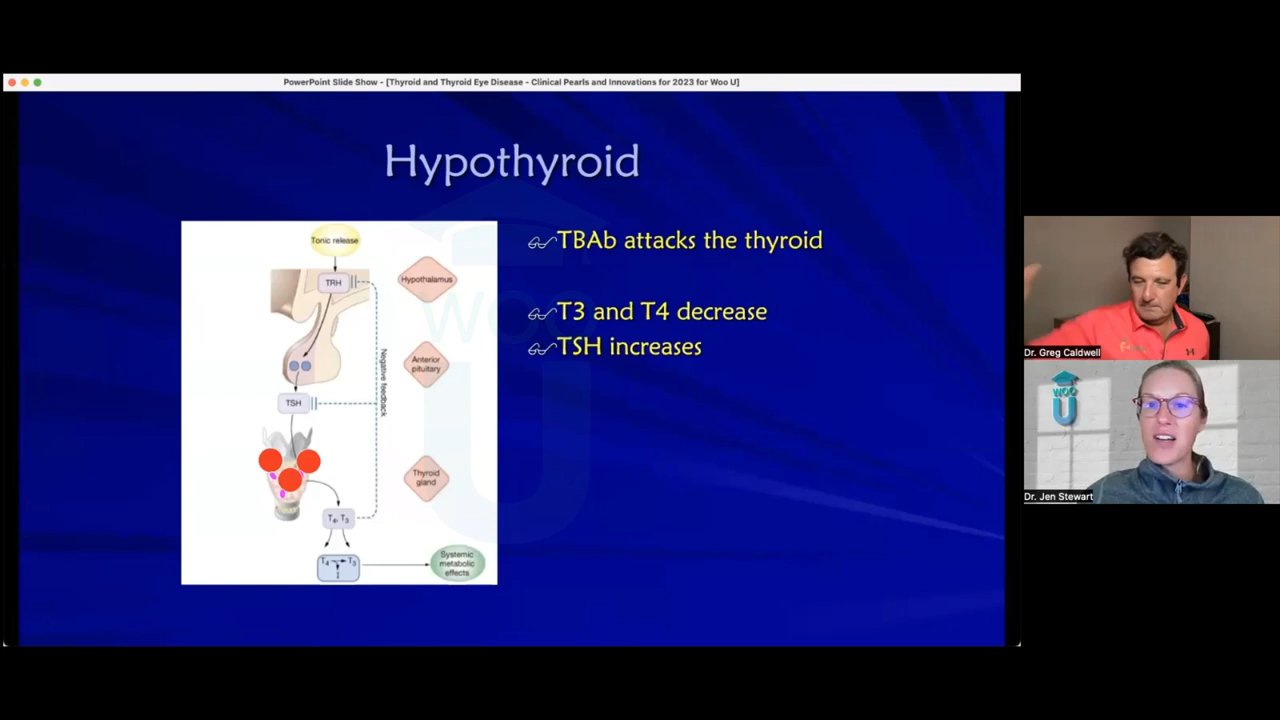 PowerPoint Slide Show - [Thyroid and Thyroid Eye Disease - Clinical Pearls and Innovations for 2023 for Woo U]
Hypothyroid
Tonic release
TRH
Hypothalamus
Negative feedback
Anterior
pituitary
TSH
Thyroid
gland
T4, T3
T4
T3
Systemic
metabolic
effects
TBAb attacks the thyroid
T3 and T4 decrease
TSH increases
WOO
U
Dr. Greg Caldwell
WOO
U
Dr. Jen Stewart